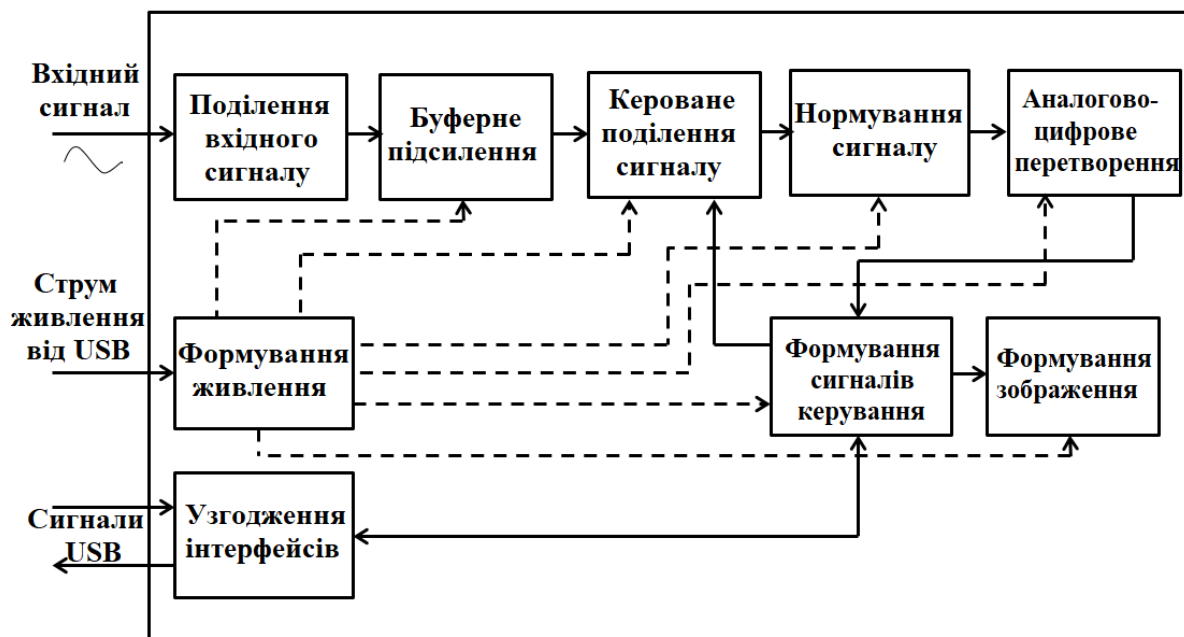 Вхідний
сигнал
Поділення
вхідного
сигналу
Буферне
підсилення
Кероване
поділення
сигналу
Нормування
сигналу
Аналогово-
цифрове
перетворення
Струм
живлення
від USB
Формування
живлення
Формування
сигналів
керування
Формування
зображення
Сигнали
USB
Узгодження
інтерфейсів